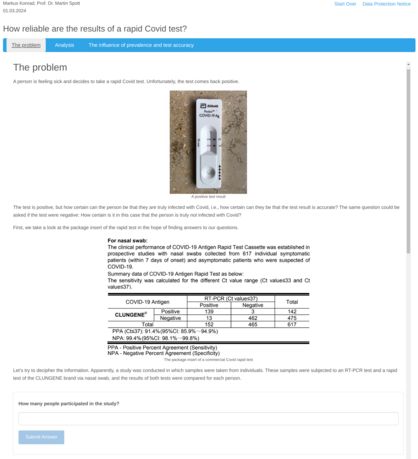 Markus Konrad, Prof. Dr. Martin Spott
Start Over Data Protection Notice
01.03.2024
How reliable are the results of a rapid Covid test?
The problem Analysis The influence of prevalence and test accuracy
The problem
A person is feeling sick and decides to take a rapid Covid test. Unfortunately, the test comes back positive.
Abbott
COVID-19 Ag
A positive test result
The test is positive, but how certain can the person be that they are truly infected with Covid, i.e., how certain can they be that the test result is accurate? The same question could be
asked if the test were negative: How certain is it in this case that the person is truly not infected with Covid?
First, we take a look at the package insert of the rapid test in the hope of finding answers to our questions.
For nasal swab:
The clinical performance of COVID-19 Antigen Rapid Test Cassette was established in
prospective studies with nasal swabs collected from 617 individual symptomatic
patients (within 7 days of onset) and asymptomatic patients who were suspected of
COVID-19.
Summary data of COVID-19 Antigen Rapid Test as below:
The sensitivity was calculated for the different Ct value range (Ct value≤33 and Ct
value≤37).
COVID-19 Antigen RT-PCR (Ct value≤37) Total
Positive Negative
CLUNGENE® Positive 139 3 142
Negative 13 462 475
Total 152 465 617
PPA (Ct≤37): 91.4%(95%CI: 85.9%~94.9%)
NPA: 99.4%(95%CI: 98.1%~99.8%)
PPA - Positive Percent Agreement (Sensitivity)
NPA - Negative Percent Agreement (Specificity)
The package insert of a commercial Covid rapid test
Let's try to decipher the information. Apparently, a study was conducted in which samples were taken from individuals. These samples were subjected to an RT-PCR test and a rapid
test of the CLUNGENE brand via nasal swab, and the results of both tests were compared for each person.
How many people participated in the study?
Submit Answer